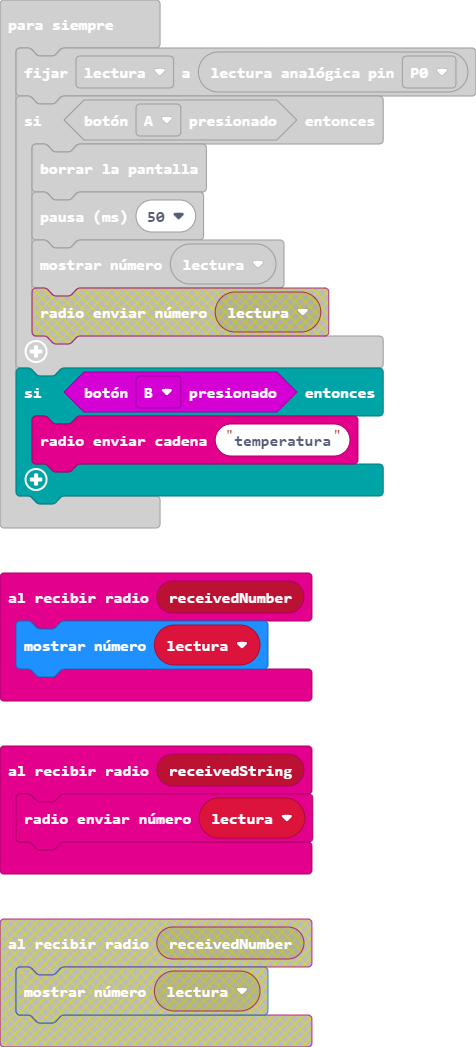 para siempre
fijar lectura a lectura analógica pin P0
si botón A presionado entonces
borrar la pantalla
pausa (ms) 50
mostrar número lectura
radio enviar número lectura
si botón B presionado entonces
radio enviar cadena "temperatura"
al recibir radio receivedNumber
mostrar número lectura
al recibir radio receivedString
radio enviar número lectura
al recibir radio receivedNumber
mostrar número lectura